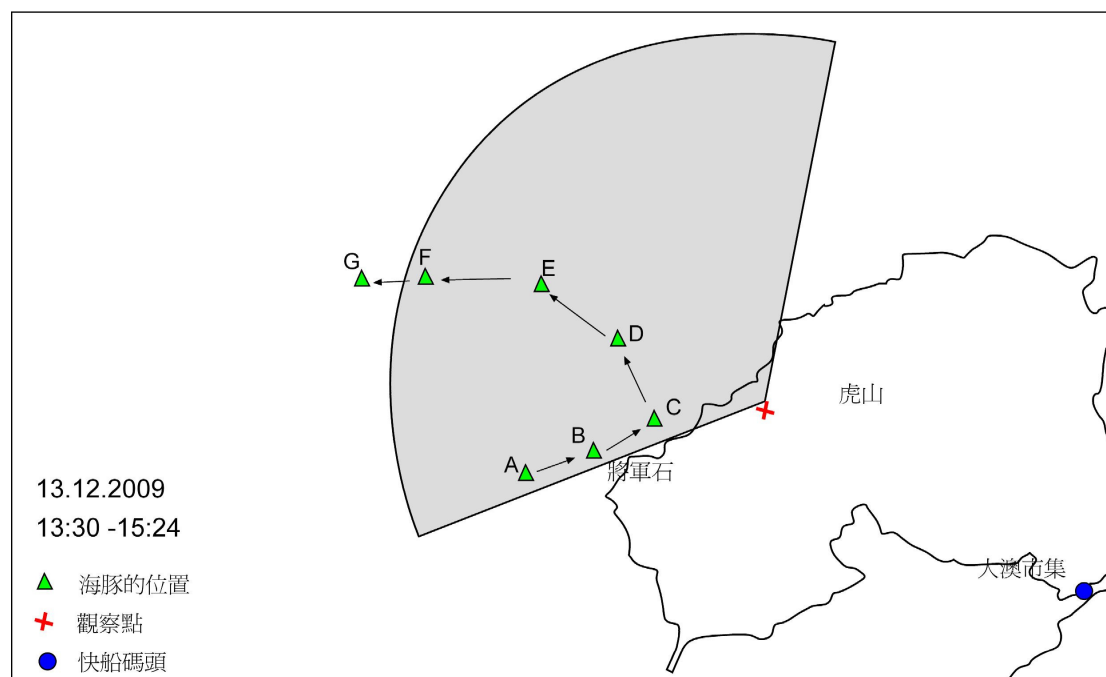 G
F
E
D
C
B
A
虎山
將軍石
大澳市集
13.12.2009
13:30 -15:24
海豚的位置
觀察點
快船碼頭